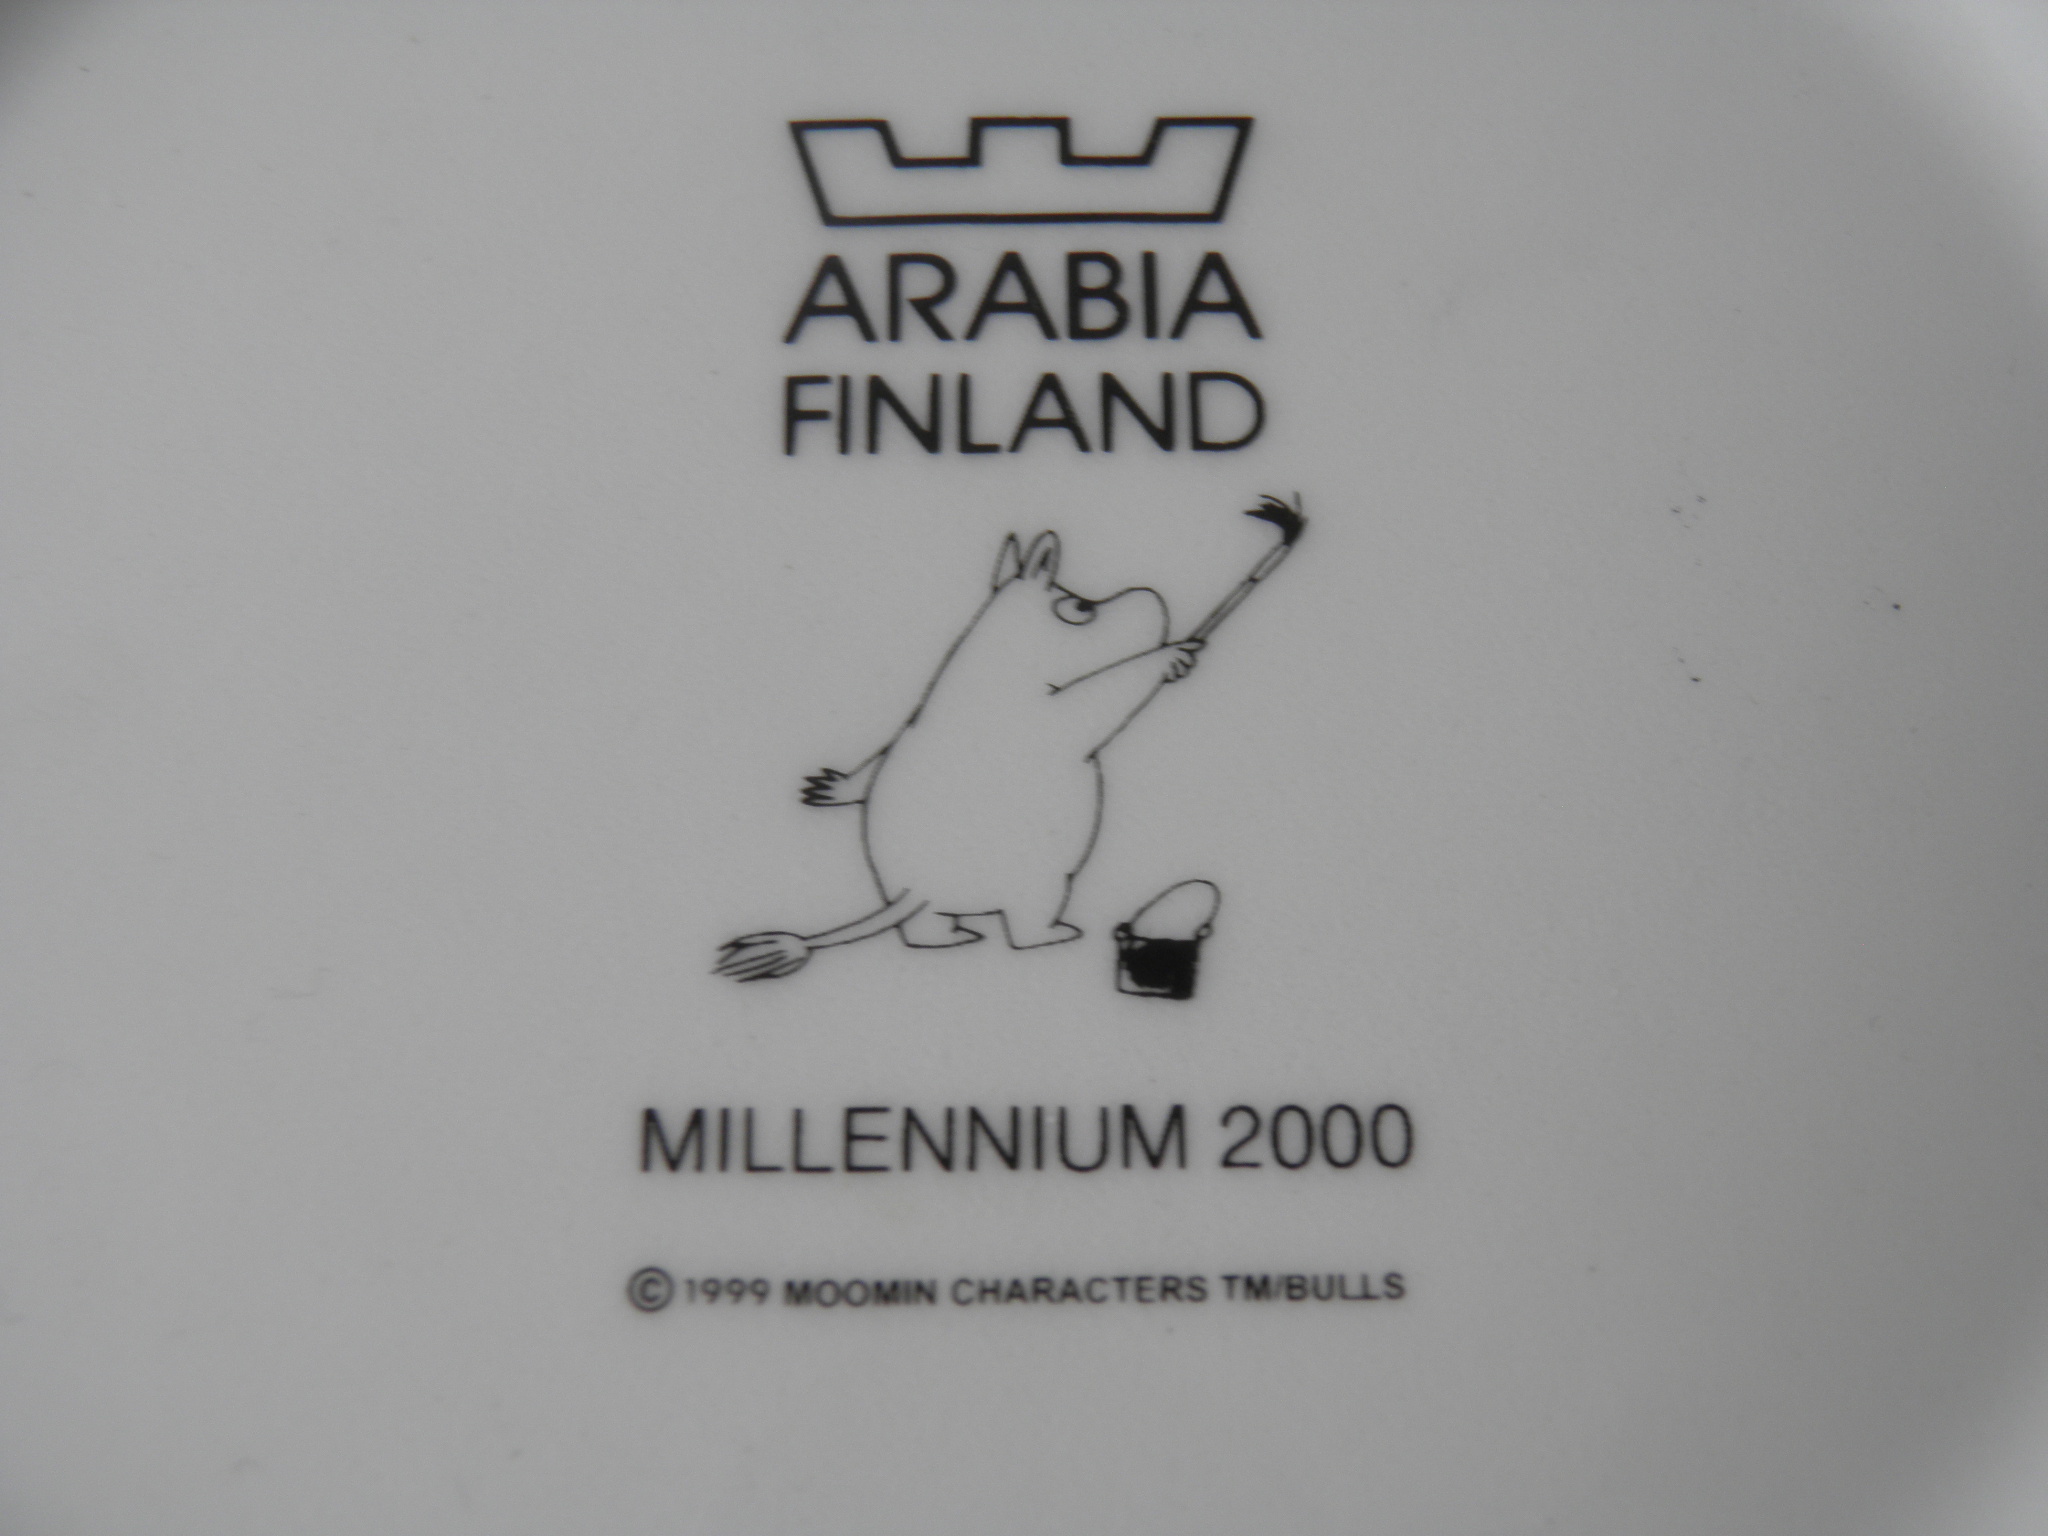 ARABIA
FINLAND
MILLENNIUM 2000
© 1999 MOOMIN CHARACTERS TM/BULLS